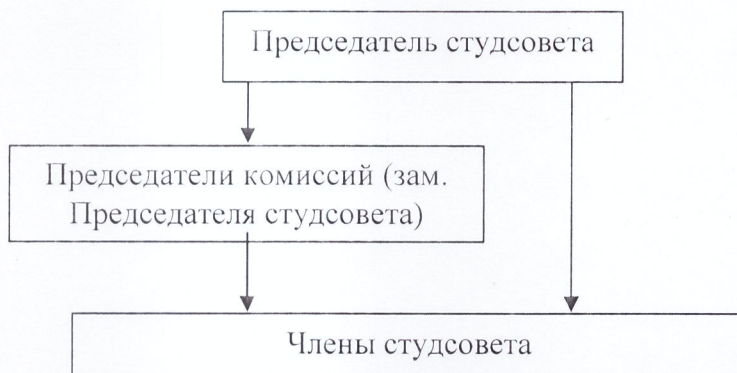 Председатель студсовета
Председатели комиссий (зам.
Председателя студсовета)
Члены студсовета